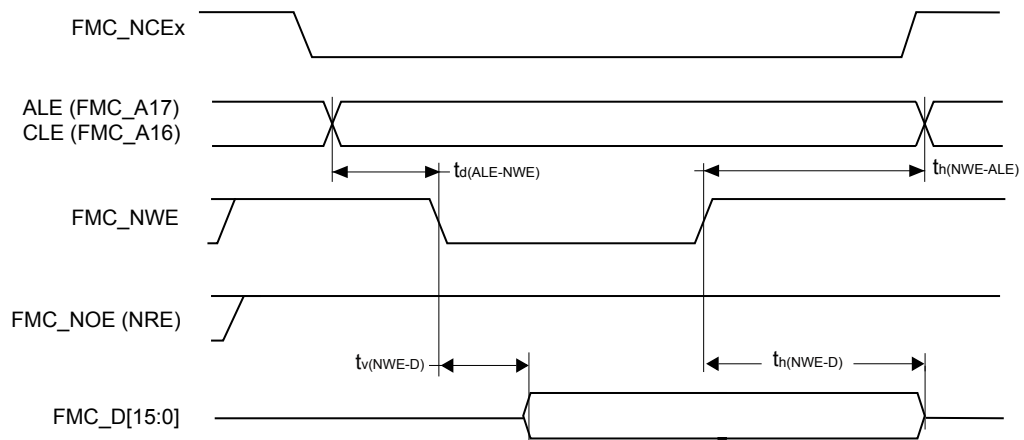 FMC_NCEx
ALE (FMC_A17)
CLE (FMC_A16)
td(ALE-NWE)
th(NWE-ALE)
FMC_NWE
FMC_NOE (NRE)
tv(NWE-D)
th(NWE-D)
FMC_D[15:0]